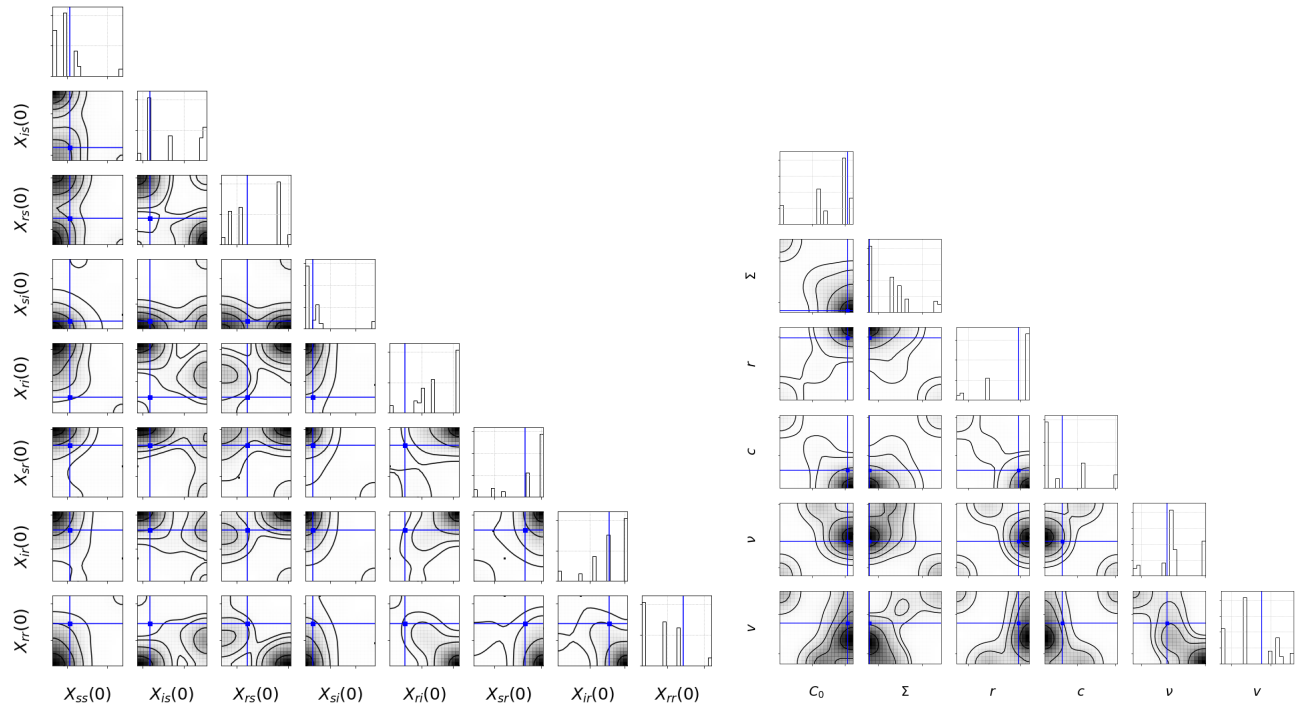 X_is(0)
X_rs(0)
X_si(0)
X_ri(0)
X_sr(0)
X_ir(0)
X_rr(0)
X_ss(0) X_is(0) X_rs(0) X_si(0) X_ri(0) X_sr(0) X_ir(0) X_rr(0)
Σ
r
c
ν
v
C_0 Σ r c ν v